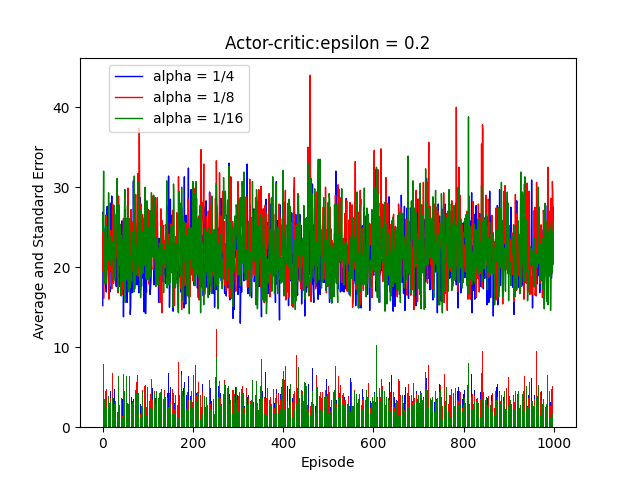 Actor-critic:epsilon = 0.2
alpha = 1/4
alpha = 1/8
alpha = 1/16
Average and Standard Error
40
30
20
10
0
0 200 400 600 800 1000
Episode